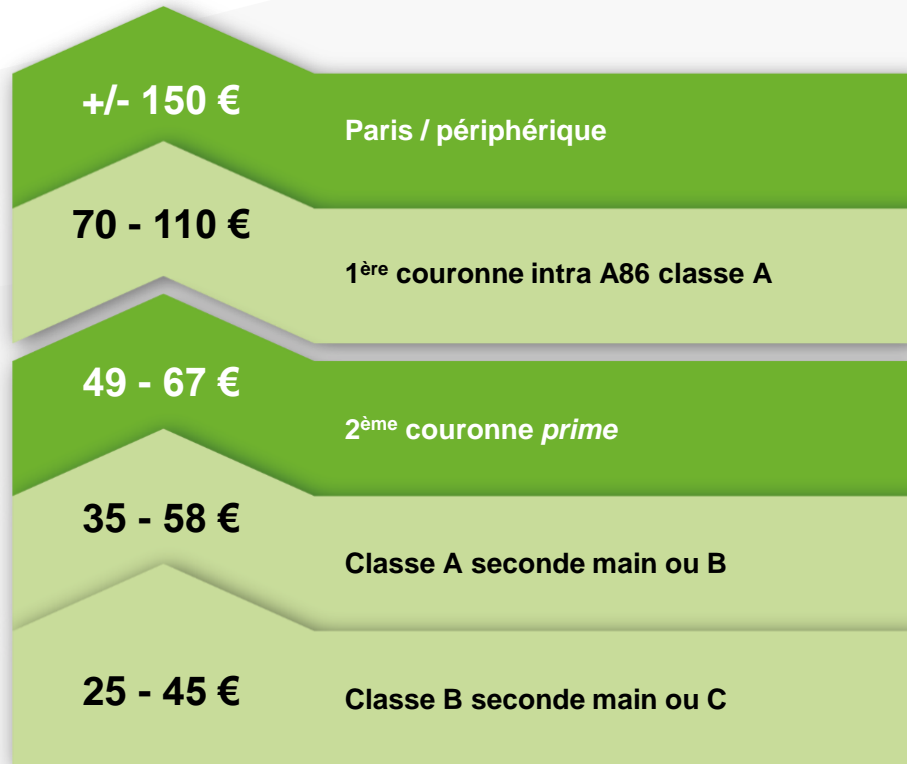 +/- 150 €
Paris / périphérique
70 - 110 €
1ère couronne intra A86 classe A
49 - 67 €
2ème couronne prime
35 - 58 €
Classe A seconde main ou B
25 - 45 €
Classe B seconde main ou C